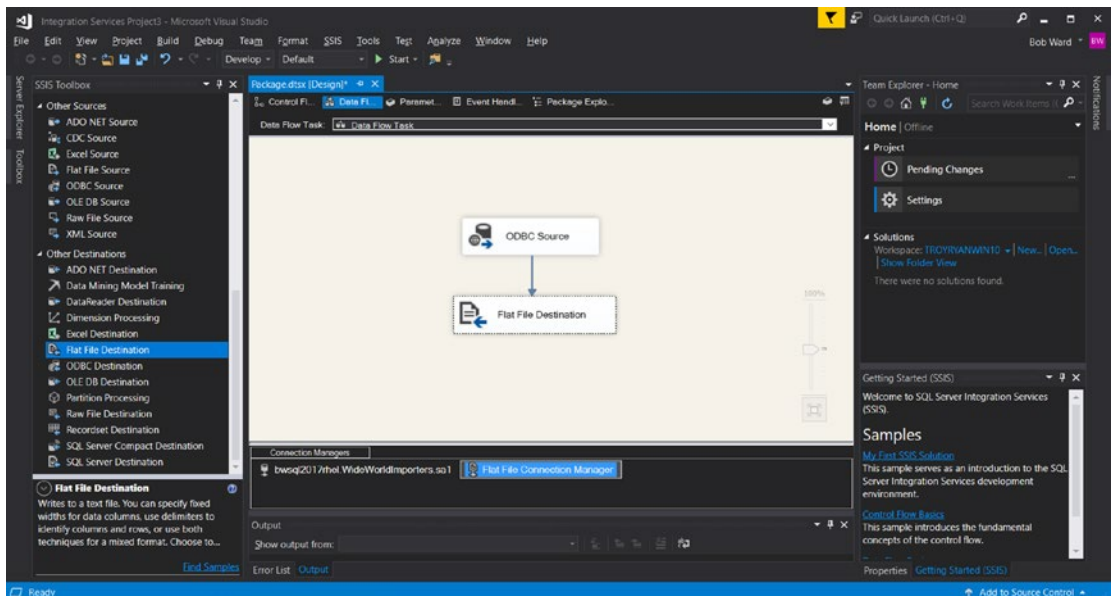 Integration Services Project3 - Microsoft Visual Studio
Quick Launch (Ctrl+Q)
File Edit View Project Build Debug Team Format SSIS Tools Test Analyze Window Help
Bob Ward BW
Develop Default Start
Server Explorer
Toolbox
SSIS Toolbox
Other Sources
ADO NET Source
CDC Source
Excel Source
Flat File Source
ODBC Source
OLE DB Source
Raw File Source
XML Source
Other Destinations
ADO NET Destination
Data Mining Model Training
DataReader Destination
Dimension Processing
Excel Destination
Flat File Destination
ODBC Destination
OLE DB Destination
Partition Processing
Raw File Destination
Recordset Destination
SQL Server Compact Destination
SQL Server Destination
Flat File Destination
Writes to a text file. You can specify fixed
widths for data columns, use delimiters to
identify columns and rows, or use both
techniques for a mixed format. Choose to...
Find Samples
Package.dtsx [Design]*
Control Fl... Data Fl... Paramet... Event Handl... Package Explo...
Data Flow Task: Data Flow Task
ODBC Source
Flat File Destination
100%
Connection Managers
bwsql2017rhel.WideWorldImporters.sa1 Flat File Connection Manager
Output
Show output from:
Error List Output
Team Explorer - Home
Search Work Items
Home | Offline
Project
Pending Changes
Settings
Solutions
Workspace: TROYRYANWIN10 | New... | Open...
| Show Folder View
There were no solutions found.
Getting Started (SSIS)
Welcome to SQL Server Integration Services
(SSIS).
Samples
My First SSIS Solution
This sample serves as an introduction to the SQL
Server Integration Services development
environment.
Control Flow Basics
This sample introduces the fundamental
concepts of the control flow.
Properties Getting Started (SSIS)
Notifications
Ready
Add to Source Control